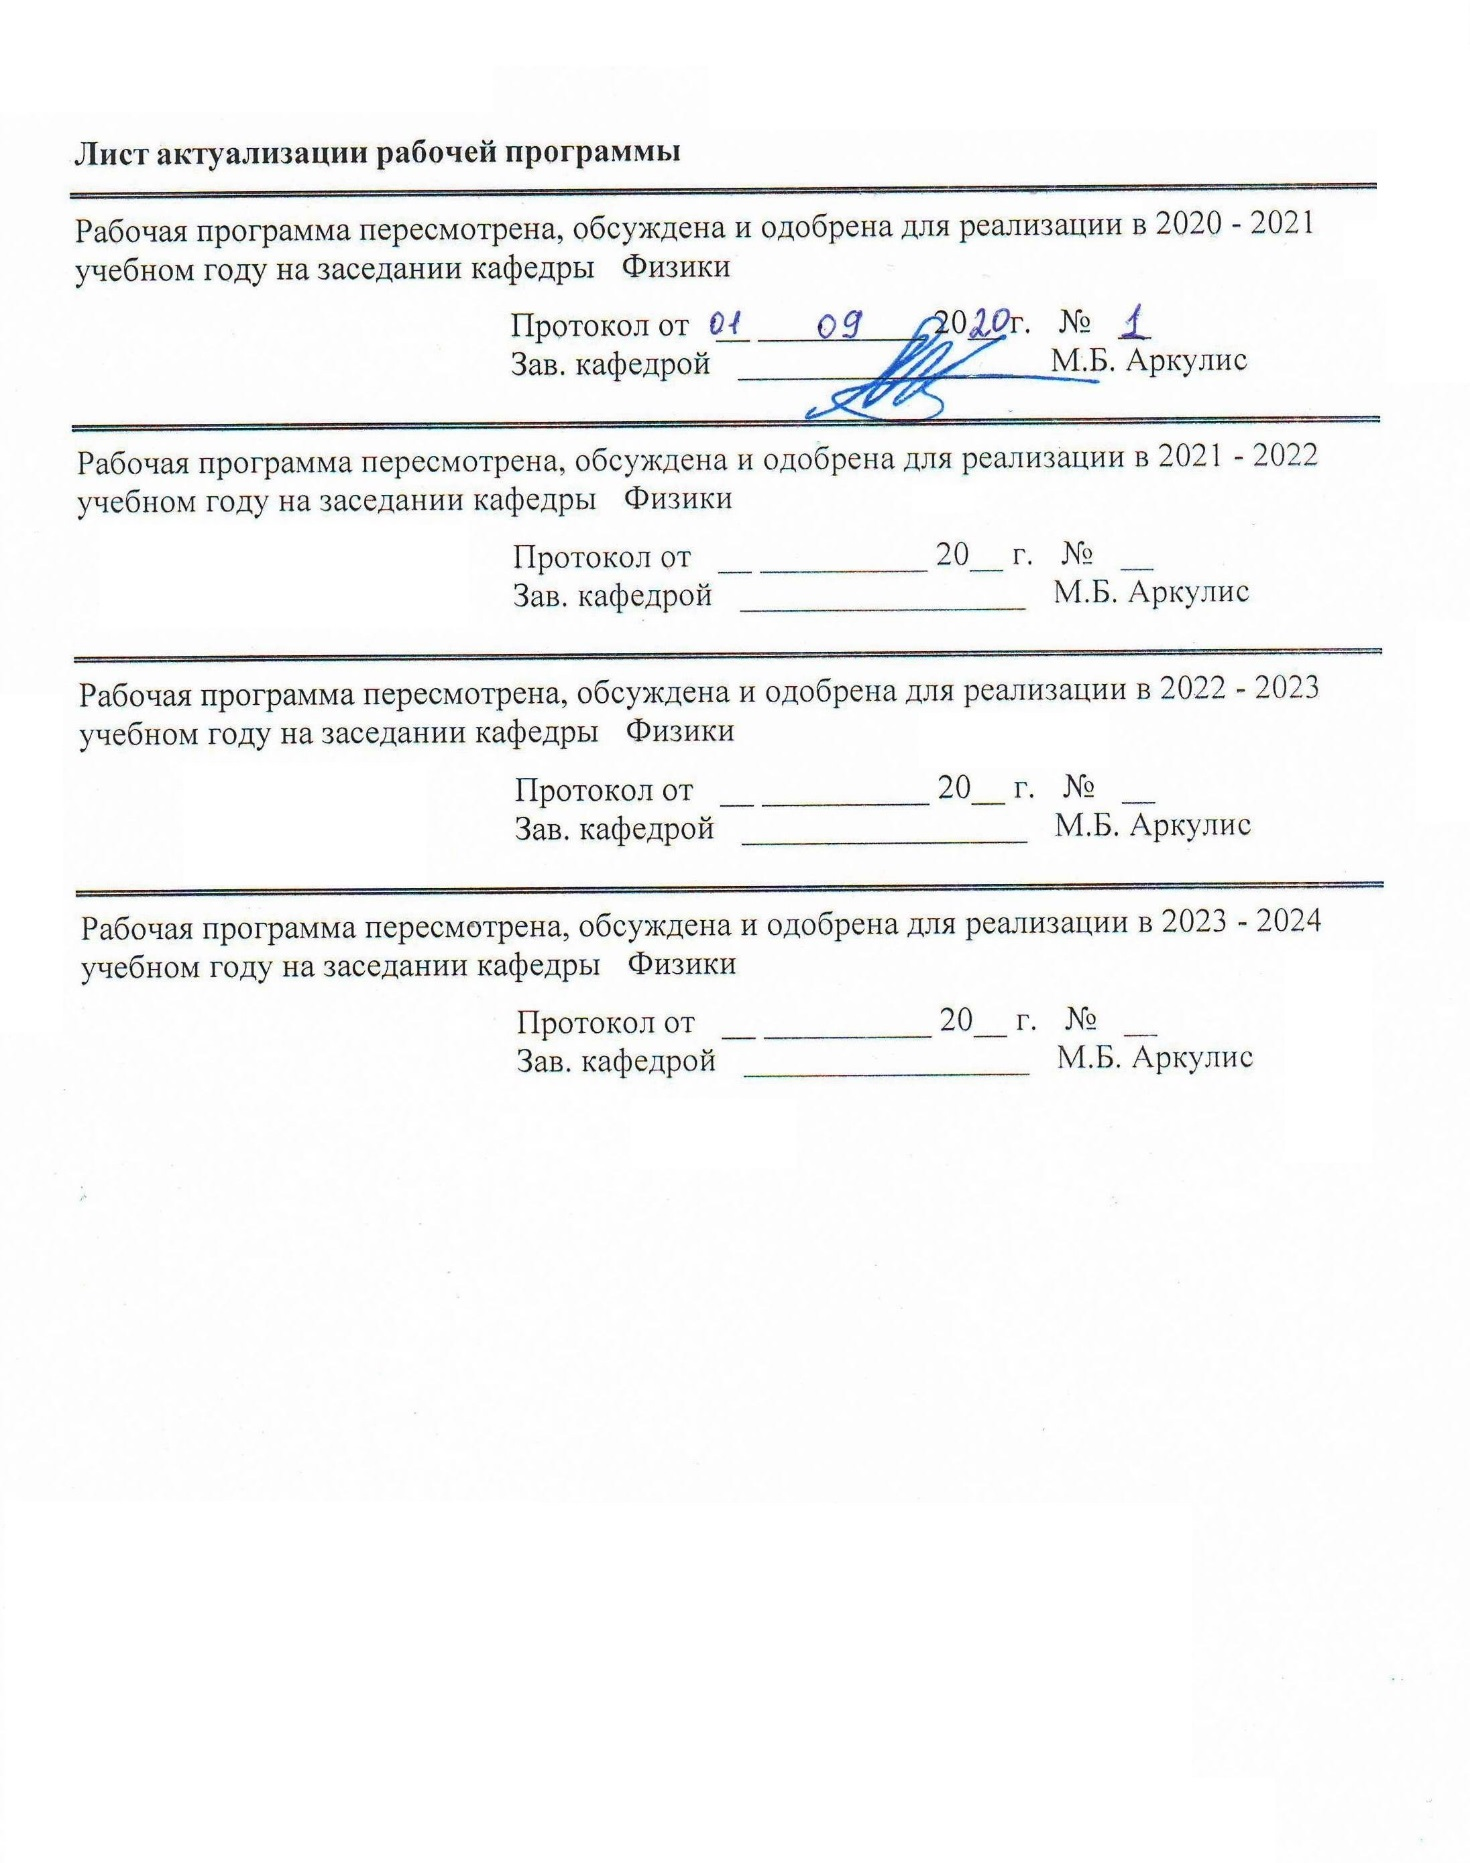 Лист актуализации рабочей программы
Рабочая программа пересмотрена, обсуждена и одобрена для реализации в 2020 - 2021
учебном году на заседании кафедры Физики
Протокол от 01 09 2020 г. № 1
Зав. кафедрой ____________________ М.Б. Аркулис
Рабочая программа пересмотрена, обсуждена и одобрена для реализации в 2021 - 2022
учебном году на заседании кафедры Физики
Протокол от __ __________ 20__ г. № __
Зав. кафедрой ____________________ М.Б. Аркулис
Рабочая программа пересмотрена, обсуждена и одобрена для реализации в 2022 - 2023
учебном году на заседании кафедры Физики
Протокол от __ __________ 20__ г. № __
Зав. кафедрой ____________________ М.Б. Аркулис
Рабочая программа пересмотрена, обсуждена и одобрена для реализации в 2023 - 2024
учебном году на заседании кафедры Физики
Протокол от __ __________ 20__ г. № __
Зав. кафедрой ____________________ М.Б. Аркулис